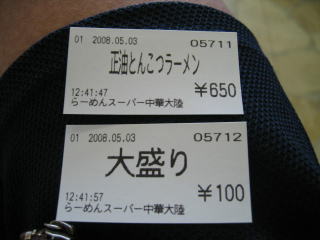 01 2008.05.03 05711
正油とんこつラーメン
12:41:47 ¥650
らーめんスーパー中華大陸
01 2008.05.03 05712
大盛り
12:41:57 ¥100
らーめんスーパー中華大陸